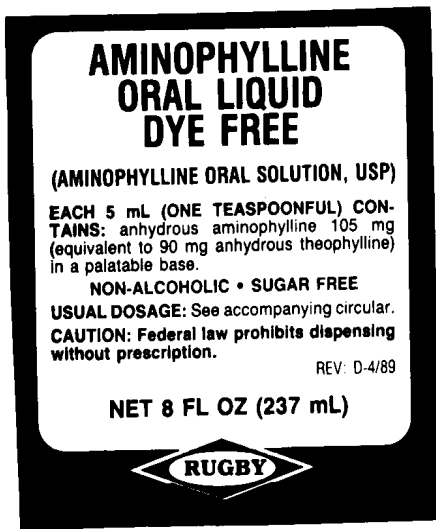 AMINOPHYLLINE
ORAL LIQUID
DYE FREE
(AMINOPHYLLINE ORAL SOLUTION, USP)
EACH 5 mL (ONE TEASPOONFUL) CON-
TAINS: anhydrous aminophylline 105 mg
(equivalent to 90 mg anhydrous theophylline)
in a palatable base.
NON-ALCOHOLIC • SUGAR FREE
USUAL DOSAGE: See accompanying circular.
CAUTION: Federal law prohibits dispensing
without prescription.
REV: D-4/89
NET 8 FL OZ (237 mL)
RUGBY